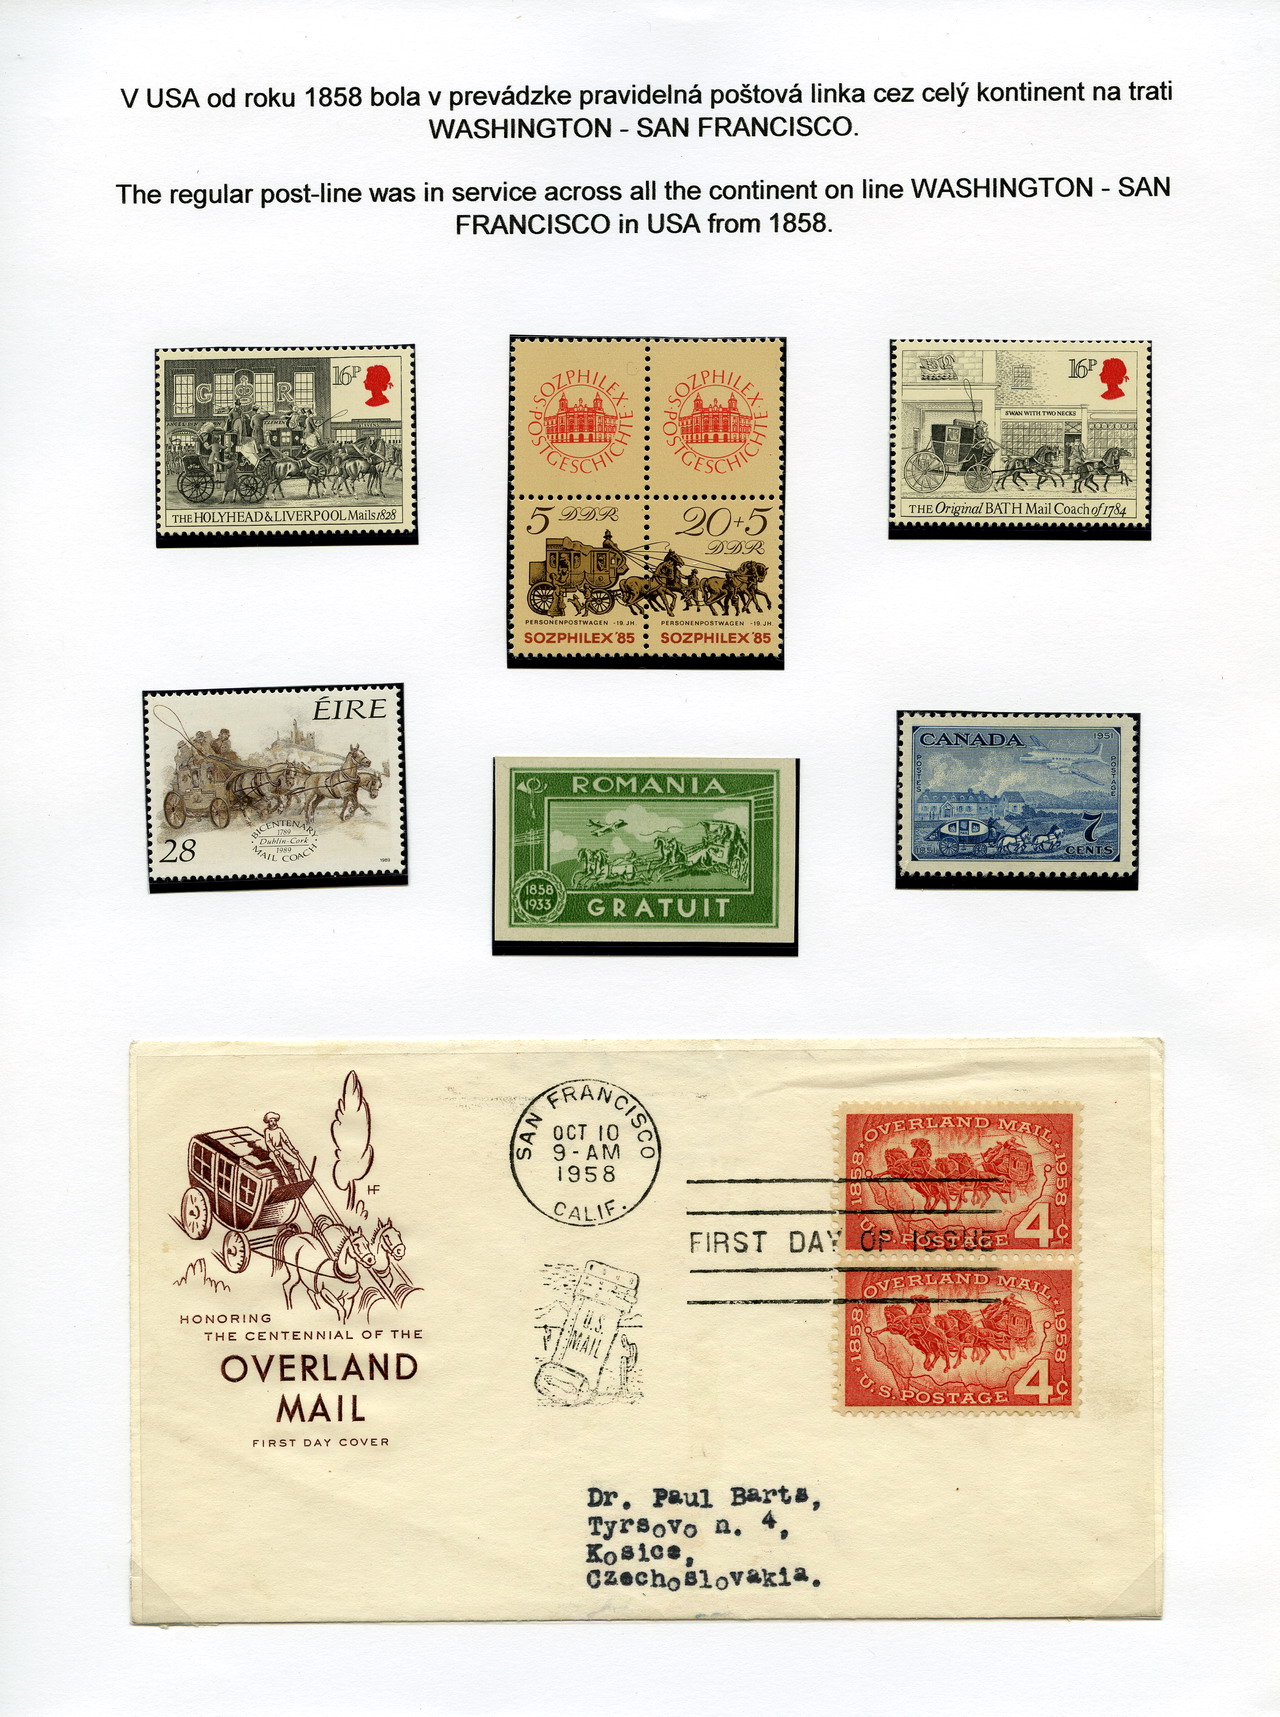 V USA od roku 1858 bola v prevádzke pravidelná poštová linka cez celý kontinent na trati
WASHINGTON - SAN FRANCISCO.
The regular post-line was in service across all the continent on line WASHINGTON - SAN
FRANCISCO in USA from 1858.
16P
G R
THE HOLYHEAD & LIVERPOOL Mails 1828
SOZPHILEX
POSTGESCHICHTE
SOZPHILEX
POSTGESCHICHTE
5 DDR
20+5
DDR
PERSONENPOSTWAGEN - 19. JH.
PERSONENPOSTWAGEN - 19. JH.
SOZPHILEX '85
SOZPHILEX '85
16P
SWAN WITH TWO NECKS
THE Original BATH Mail Coach of 1784
ÉIRE
BICENTENARY
1789
Dublin-Cork
1989
MAIL COACH
28
1989
ROMANIA
1858
1933
GRATUIT
CANADA
1951
POSTES
POSTAGE
1851
7
CENTS
HF
HONORING
THE CENTENNIAL OF THE
OVERLAND
MAIL
FIRST DAY COVER
SAN FRANCISCO
OCT 10
9-AM
1958
CALIF.
FIRST DAY OF ISSUE
U.S.
MAIL
OVERLAND MAIL
1858
1958
U.S. POSTAGE
4c
OVERLAND MAIL
1858
1958
U.S. POSTAGE
4c
Dr. Paul Barts,
Tyrsovo n. 4,
Kosice,
Czechoslovakia.